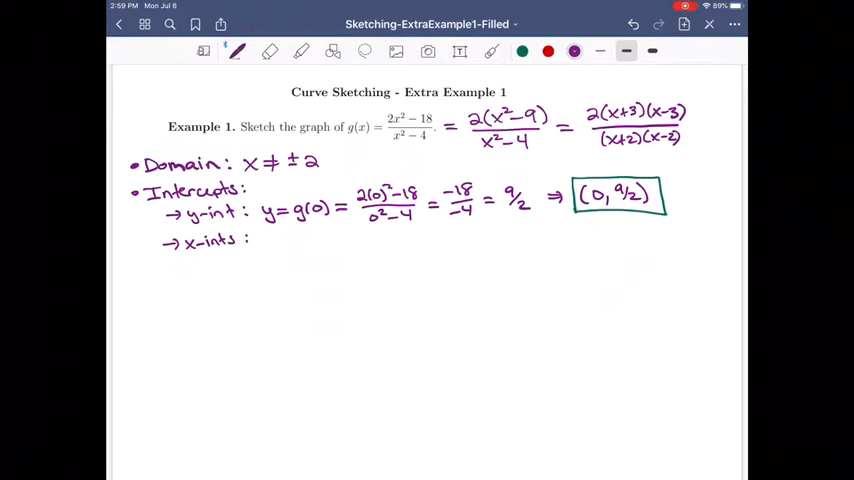 2:59 PM Mon Jul 6
89%
Sketching-ExtraExample1-Filled
T
Curve Sketching - Extra Example 1
Example 1. Sketch the graph of g(x) = (2x² − 18)/(x² − 4). = 2(x²−9)/(x²−4) = 2(x+3)(x−3)/(x+2)(x−2)
• Domain: x ≠ ±2
• Intercepts:
→ y-int: y = g(0) = (2(0)²−18)/(0²−4) = −18/−4 = 9/2 ⇒ (0, 9/2)
→ x-ints: